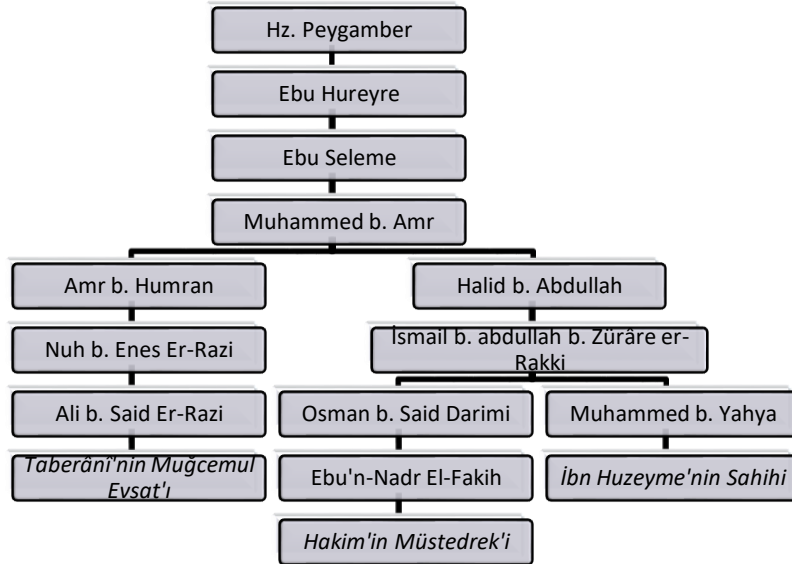 Hz. Peygamber
Ebu Hureyre
Ebu Seleme
Muhammed b. Amr
Amr b. Humran
Halid b. Abdullah
Nuh b. Enes Er-Razi
İsmail b. abdullah b. Zürâre er-
Rakki
Ali b. Said Er-Razi
Osman b. Said Darimi
Muhammed b. Yahya
Taberânî'nin Muğcemul
Evsat'ı
Ebu'n-Nadr El-Fakih
İbn Huzeyme'nin Sahihi
Hakim'in Müstedrek'i